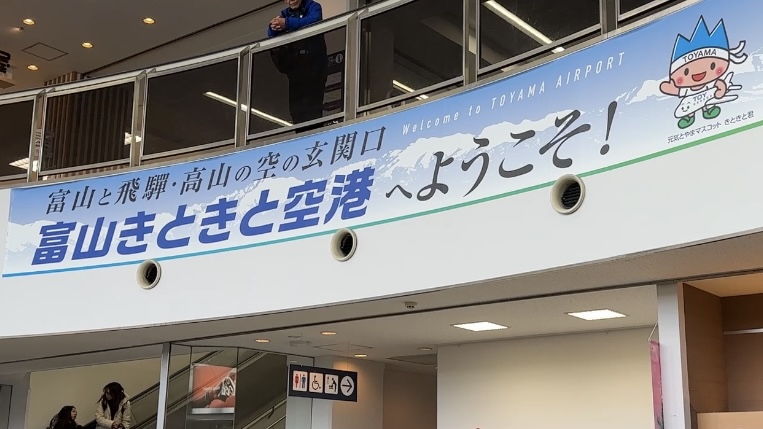 Welcome to TOYAMA AIRPORT
富山と飛驒・高山の空の玄関口
富山きときと空港へようこそ!
TOYAMA
元気とやまマスコット きときと君